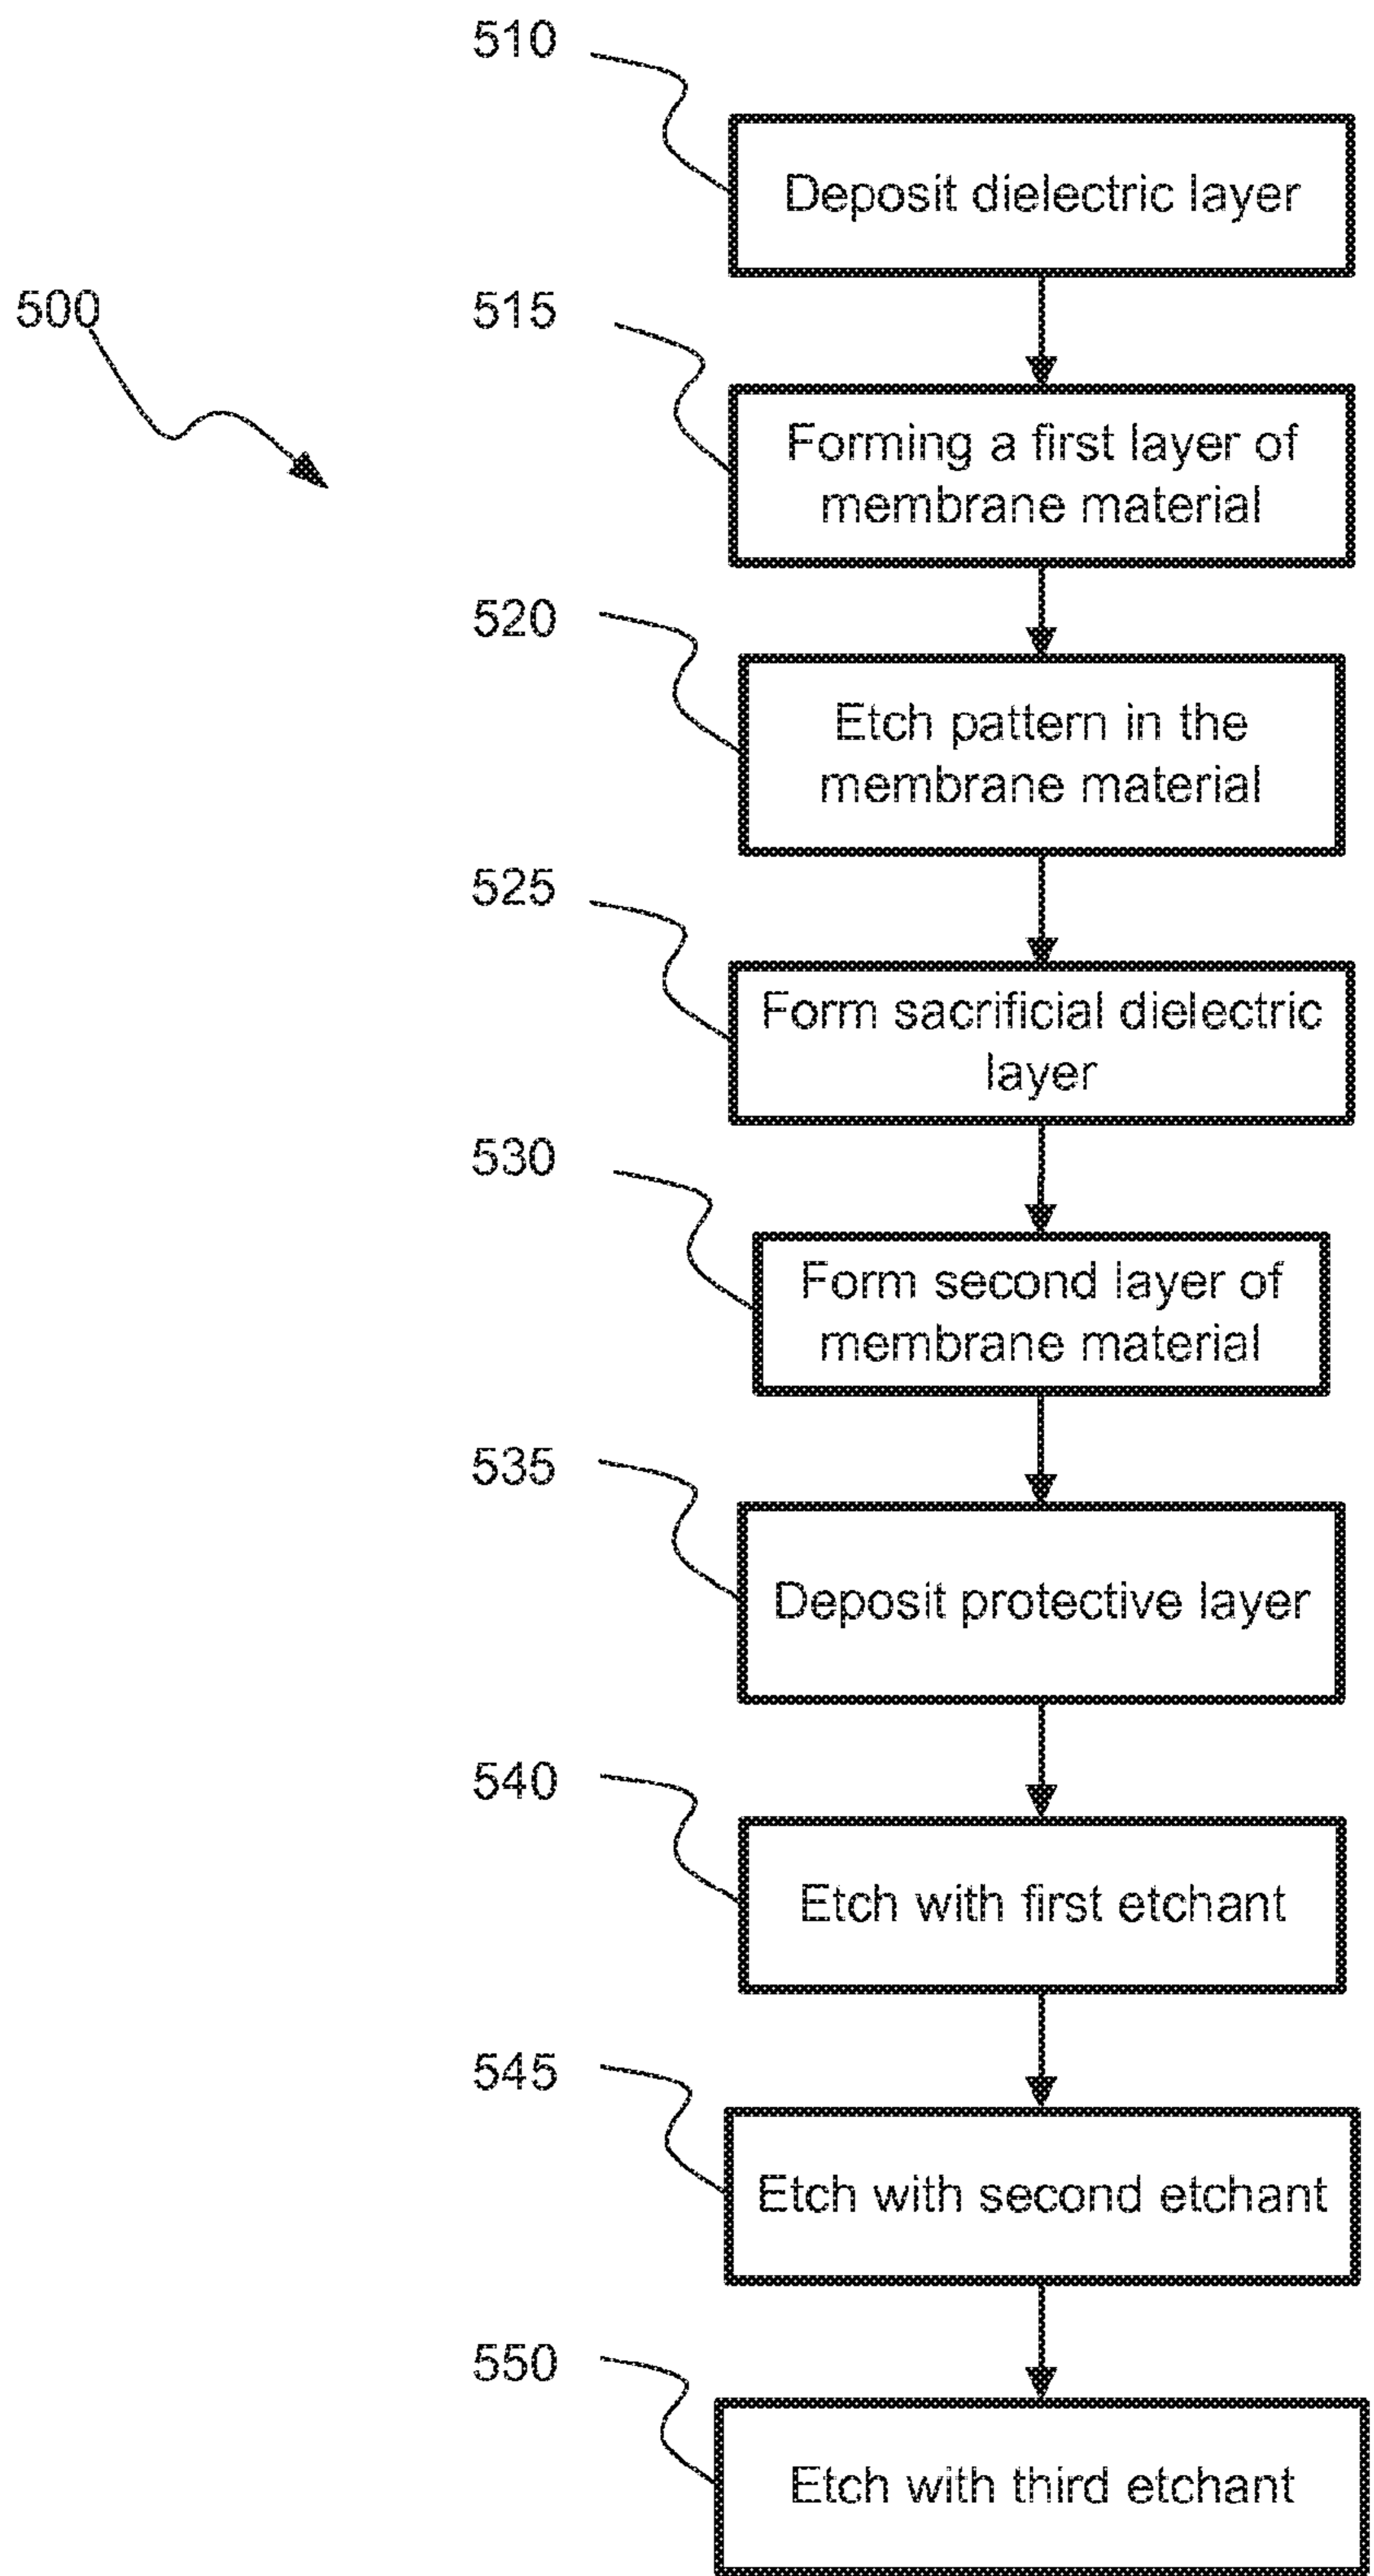 510
Deposit dielectric layer
500
515
Forming a first layer of
membrane material
520
Etch pattern in the
membrane material
525
Form sacrificial dielectric
layer
530
Form second layer of
membrane material
535
Deposit protective layer
540
Etch with first etchant
545
Etch with second etchant
550
Etch with third etchant